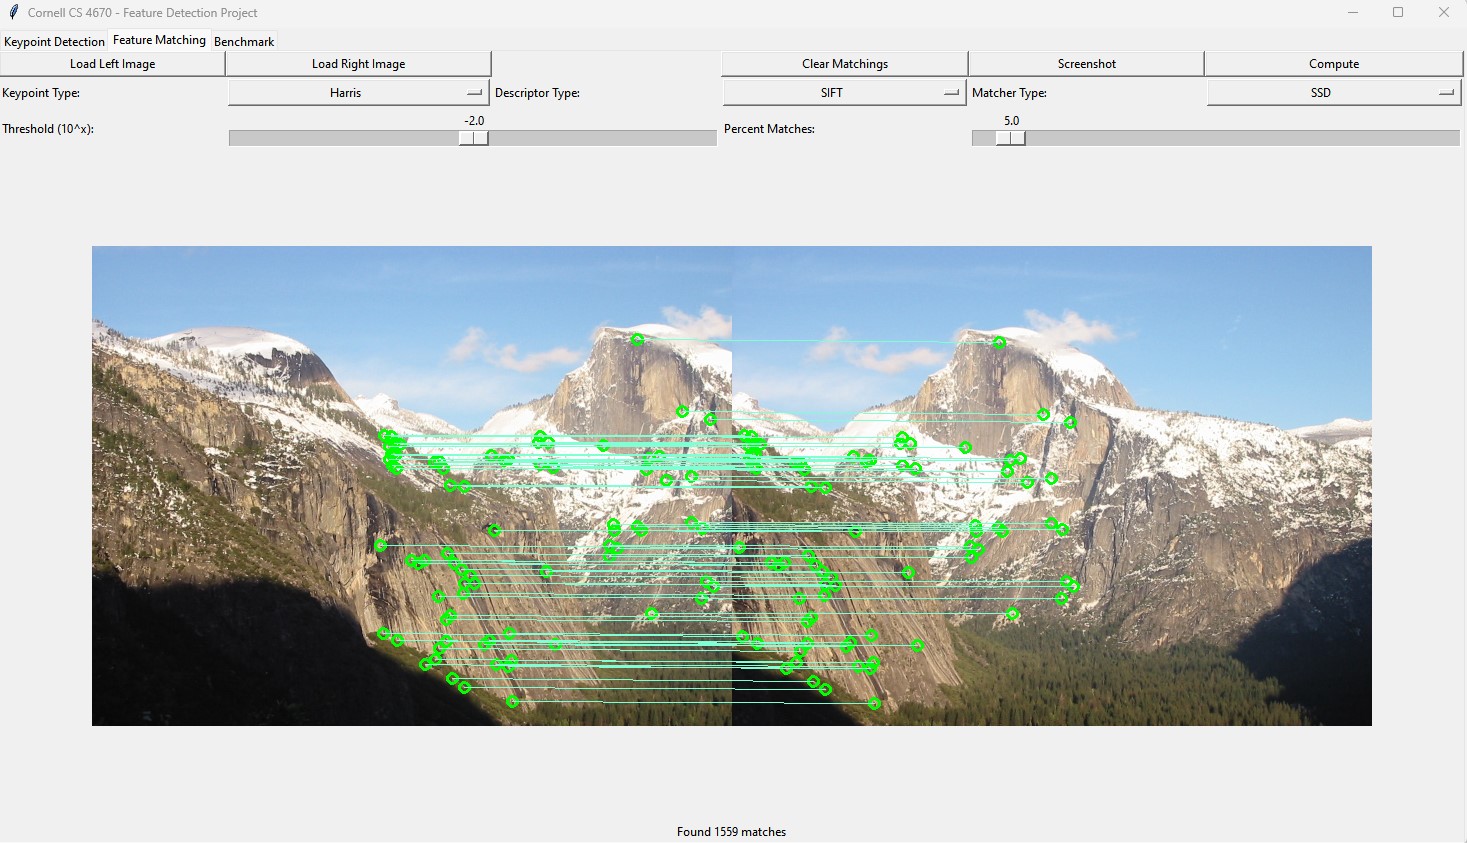 Cornell CS 4670 - Feature Detection Project
Keypoint Detection Feature Matching Benchmark
Load Left Image Load Right Image Clear Matchings Screenshot Compute
Keypoint Type: Harris Descriptor Type: SIFT Matcher Type: SSD
-2.0 5.0
Threshold (10^x): Percent Matches:
Found 1559 matches